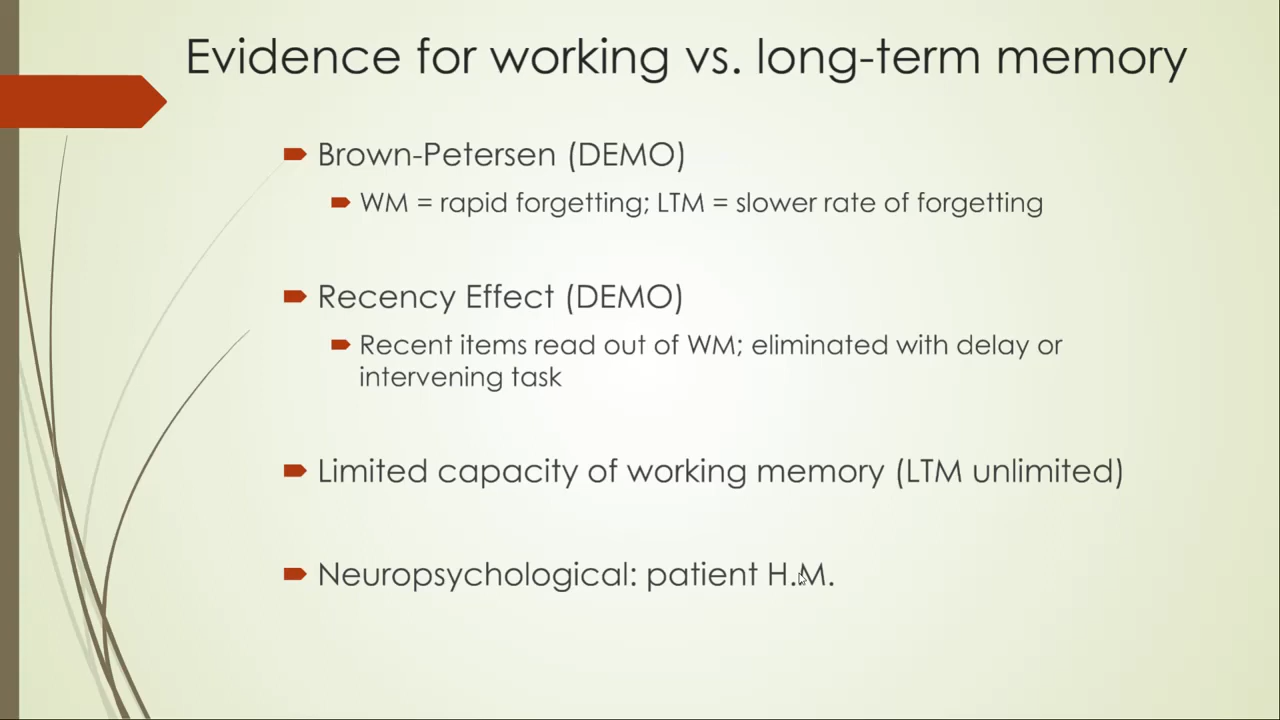 Evidence for working vs. long-term memory
Brown-Petersen (DEMO)
WM = rapid forgetting; LTM = slower rate of forgetting
Recency Effect (DEMO)
Recent items read out of WM; eliminated with delay or
intervening task
Limited capacity of working memory (LTM unlimited)
Neuropsychological: patient H.M.